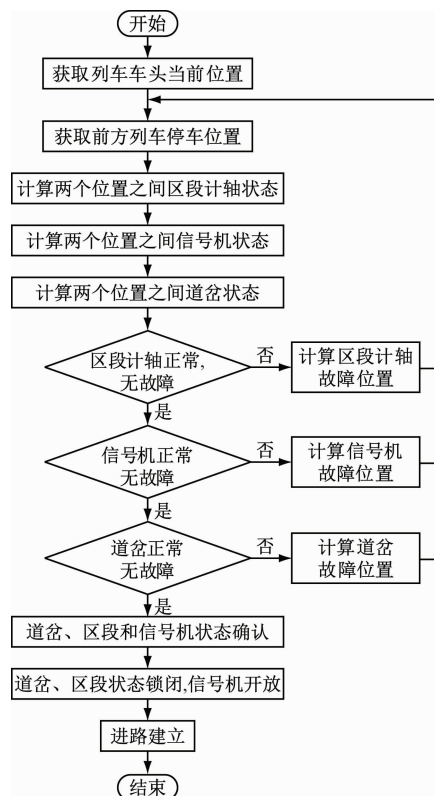 开始
获取列车车头当前位置
获取前方列车停车位置
计算两个位置之间区段计轴状态
计算两个位置之间信号机状态
计算两个位置之间道岔状态
区段计轴正常,
无故障
否
计算区段计轴
故障位置
是
信号机正常
无故障
否
计算信号机
故障位置
是
道岔正常
无故障
否
计算道岔
故障位置
是
道岔、区段和信号机状态确认
道岔、区段状态锁闭,信号机开放
进路建立
结束